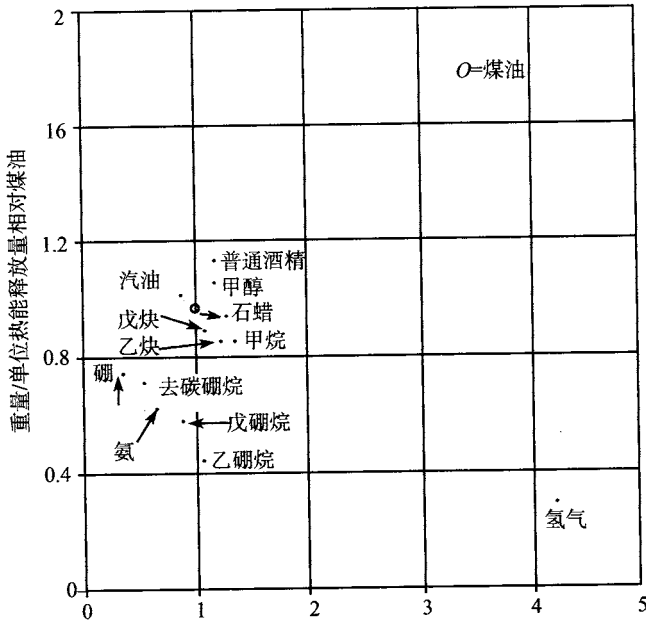 2
O=煤油
16
重量/单位热能释放量相对煤油
1.2
普通酒精
汽油
甲醇
石蜡
戊炔
乙炔
甲烷
0.8
硼
去碳硼烷
氨
戊硼烷
乙硼烷
0.4
氢气
0
0 1 2 3 4 5